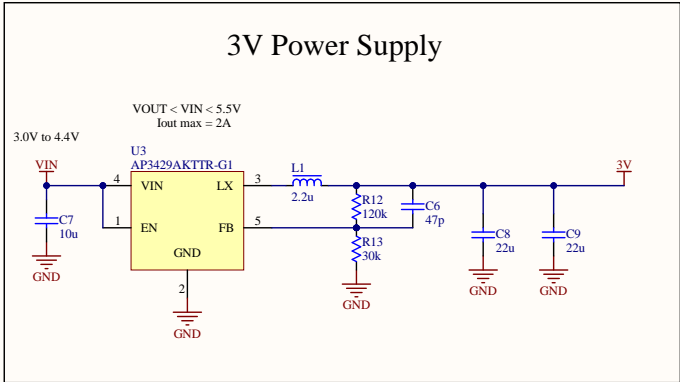 3V Power Supply
VOUT < VIN < 5.5V
Iout max = 2A
3.0V to 4.4V
VIN
U3
AP3429AKTTR-G1
4 VIN LX 3
L1
2.2u
3V
R12
120k
C6
47p
C7
10u
1 EN FB 5
R13
30k
C8
22u
C9
22u
GND
2
GND
GND
GND
GND
GND